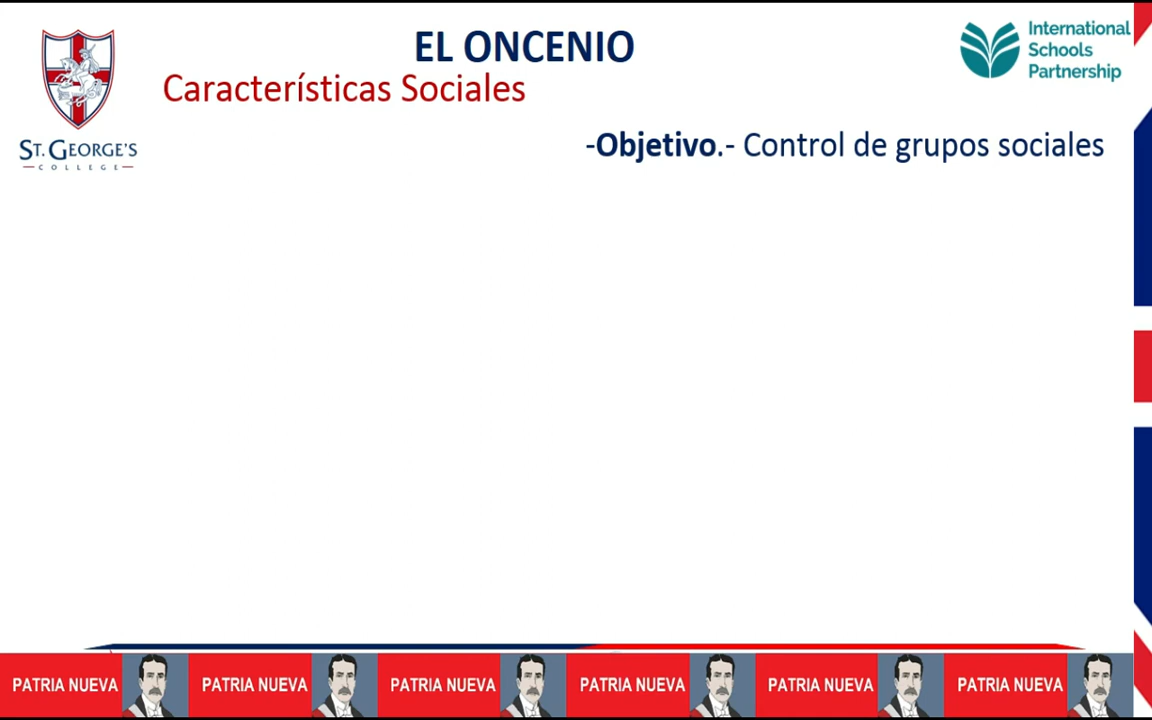 EL ONCENIO
Características Sociales
International
Schools
Partnership
ST. GEORGE'S
COLLEGE
-Objetivo.- Control de grupos sociales
PATRIA NUEVA PATRIA NUEVA PATRIA NUEVA PATRIA NUEVA PATRIA NUEVA PATRIA NUEVA